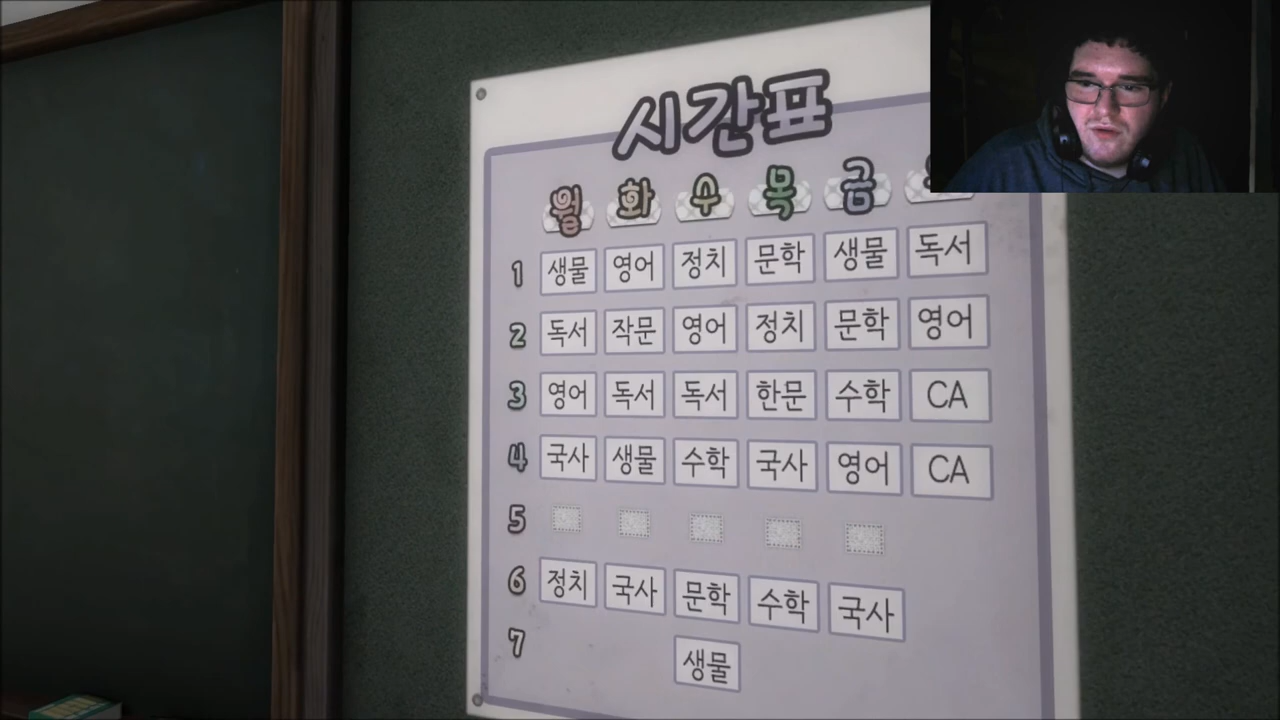 시간표
월 화 수 목 금
1 생물 영어 정치 문학 생물 독서
2 독서 작문 영어 정치 문학 영어
3 영어 독서 독서 한문 수학 CA
4 국사 생물 수학 국사 영어 CA
5
6 정치 국사 문학 수학 국사
7 생물